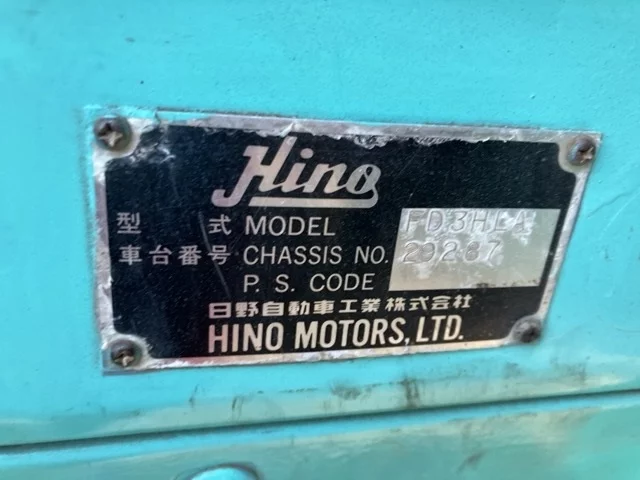 Hino
型式 MODEL FD3HLA
車台番号 CHASSIS NO. 20287
P. S. CODE
日野自動車工業株式会社
HINO MOTORS, LTD.